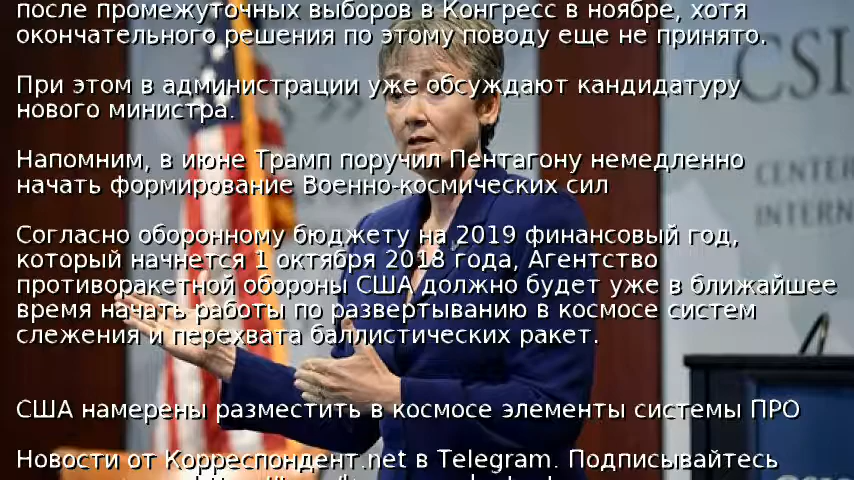 после промежуточных выборов в Конгресс в ноябре, хотя
окончательного решения по этому поводу еще не принято.
При этом в администрации уже обсуждают кандидатуру
нового министра.
Напомним, в июне Трамп поручил Пентагону немедленно
начать формирование Военно-космических сил
Согласно оборонному бюджету на 2019 финансовый год,
который начнется 1 октября 2018 года, Агентство
противоракетной обороны США должно будет уже в ближайшее
время начать работы по развертыванию в космосе систем
слежения и перехвата баллистических ракет.
США намерены разместить в космосе элементы системы ПРО
Новости от Корреспондент.net в Telegram. Подписывайтесь
CSI
CENTER
INTERN